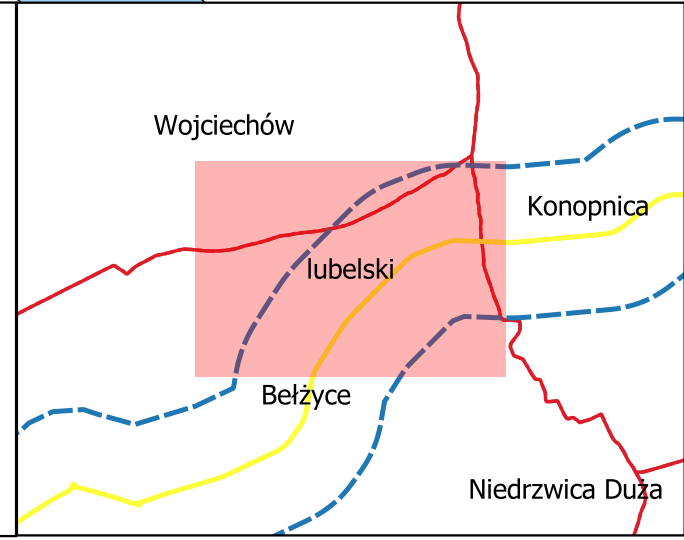 Wojciechów
Konopnica
lubelski
Bełżyce
Niedrzwica Duża